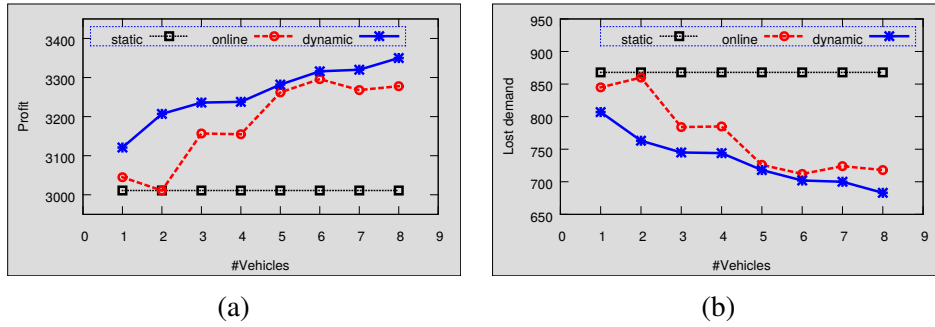 static online dynamic
Profit
3400
3300
3200
3100
3000
0 1 2 3 4 5 6 7 8 9
#Vehicles
(a)
static online dynamic
Lost demand
950
900
850
800
750
700
650
0 1 2 3 4 5 6 7 8 9
#Vehicles
(b)